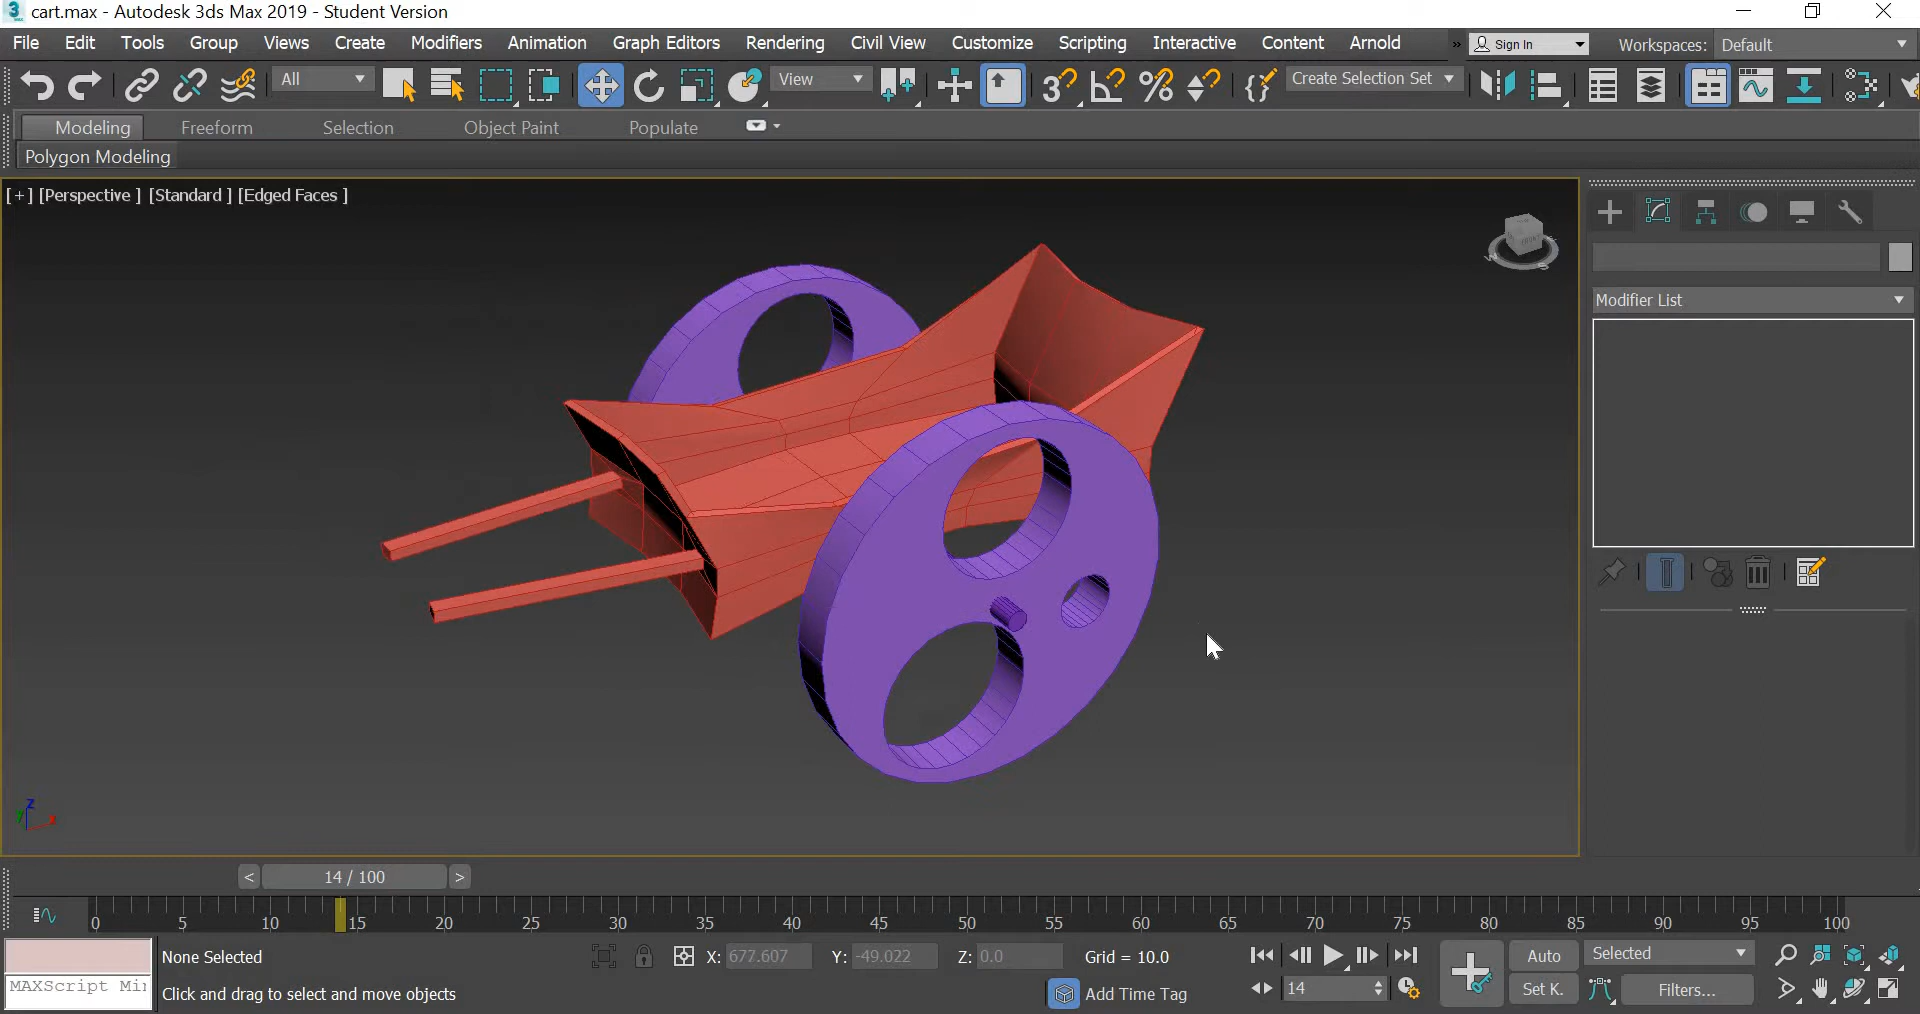 cart.max - Autodesk 3ds Max 2019 - Student Version
File Edit Tools Group Views Create Modifiers Animation Graph Editors Rendering Civil View Customize Scripting Interactive Content Arnold » Sign In Workspaces: Default
All View 3 Create Selection Set
Modeling Freeform Selection Object Paint Populate
Polygon Modeling
[+] [Perspective ] [Standard ] [Edged Faces ]
Modifier List
W S
z
y x
< 14 / 100 >
0 5 10 15 20 25 30 35 40 45 50 55 60 65 70 75 80 85 90 95 100
None Selected X: 677.607 Y: -49.022 Z: 0.0 Grid = 10.0 Auto Selected
MAXScript Mi Click and drag to select and move objects Add Time Tag 14 Set K. Filters...